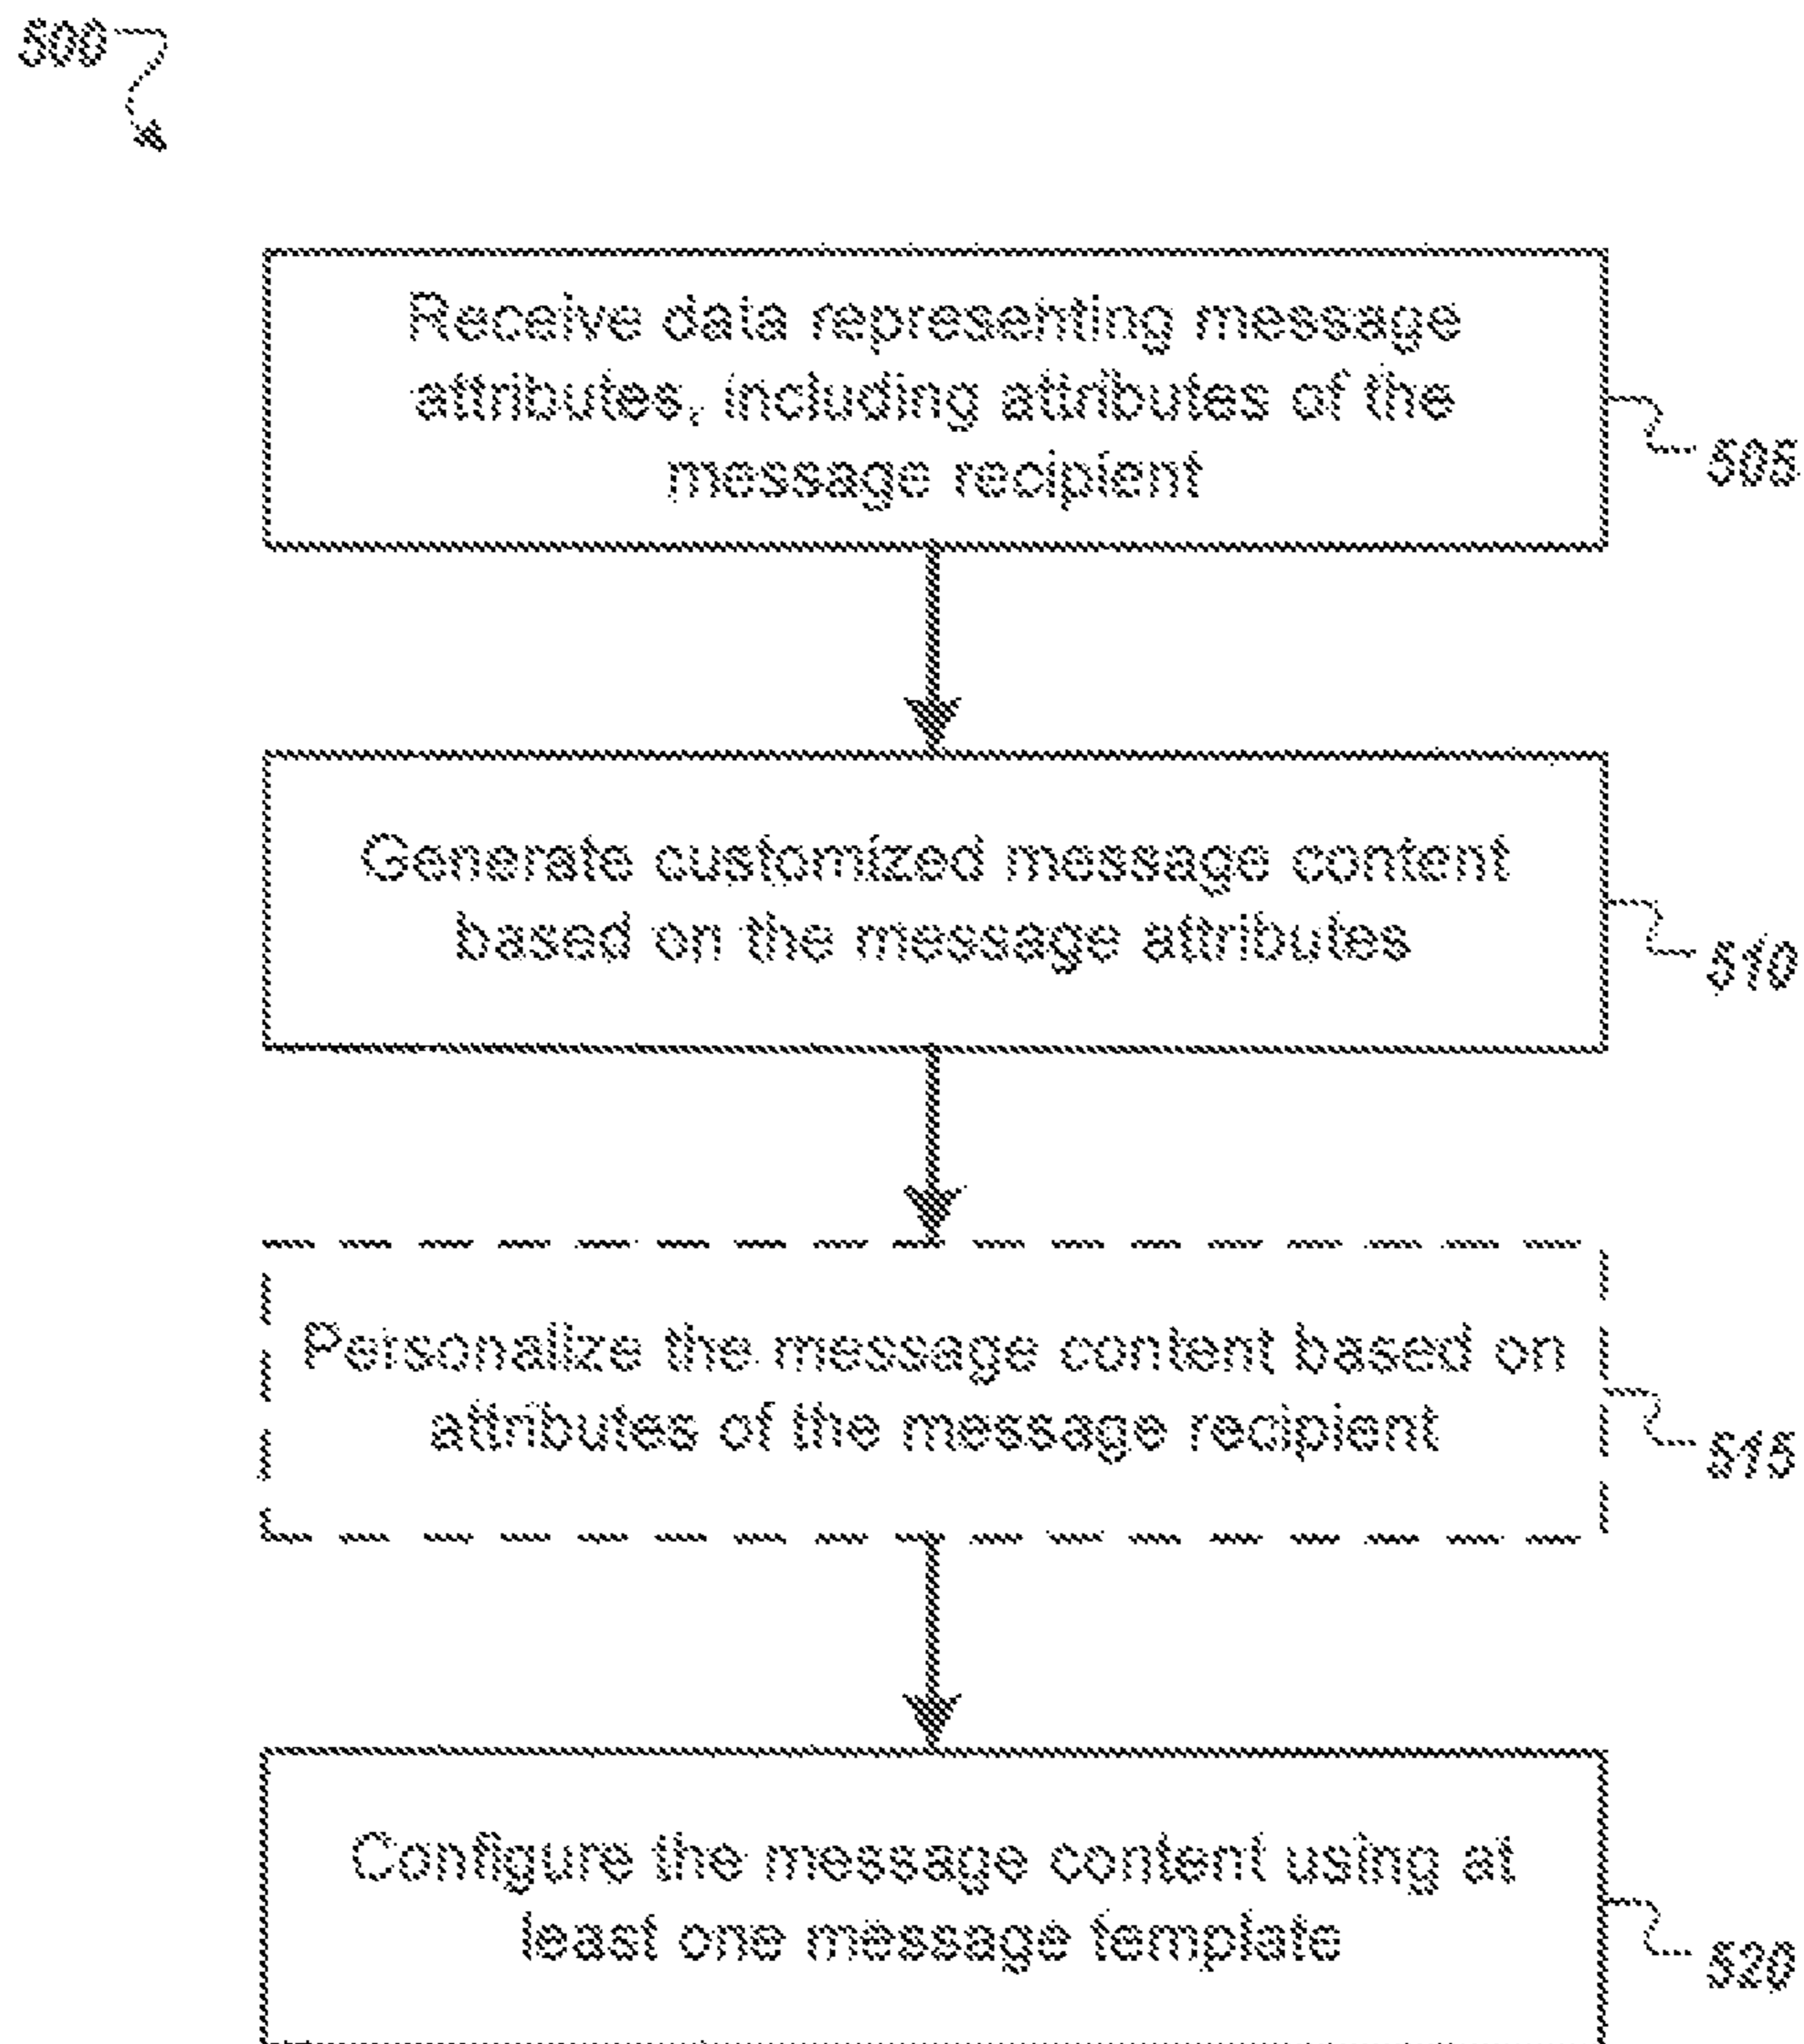 500
Receive data representing message
attributes, including attributes of the
message recipient
505
Generate customized message content
based on the message attributes
510
Personalize the message content based on
attributes of the message recipient
515
Configure the message content using at
least one message template
520